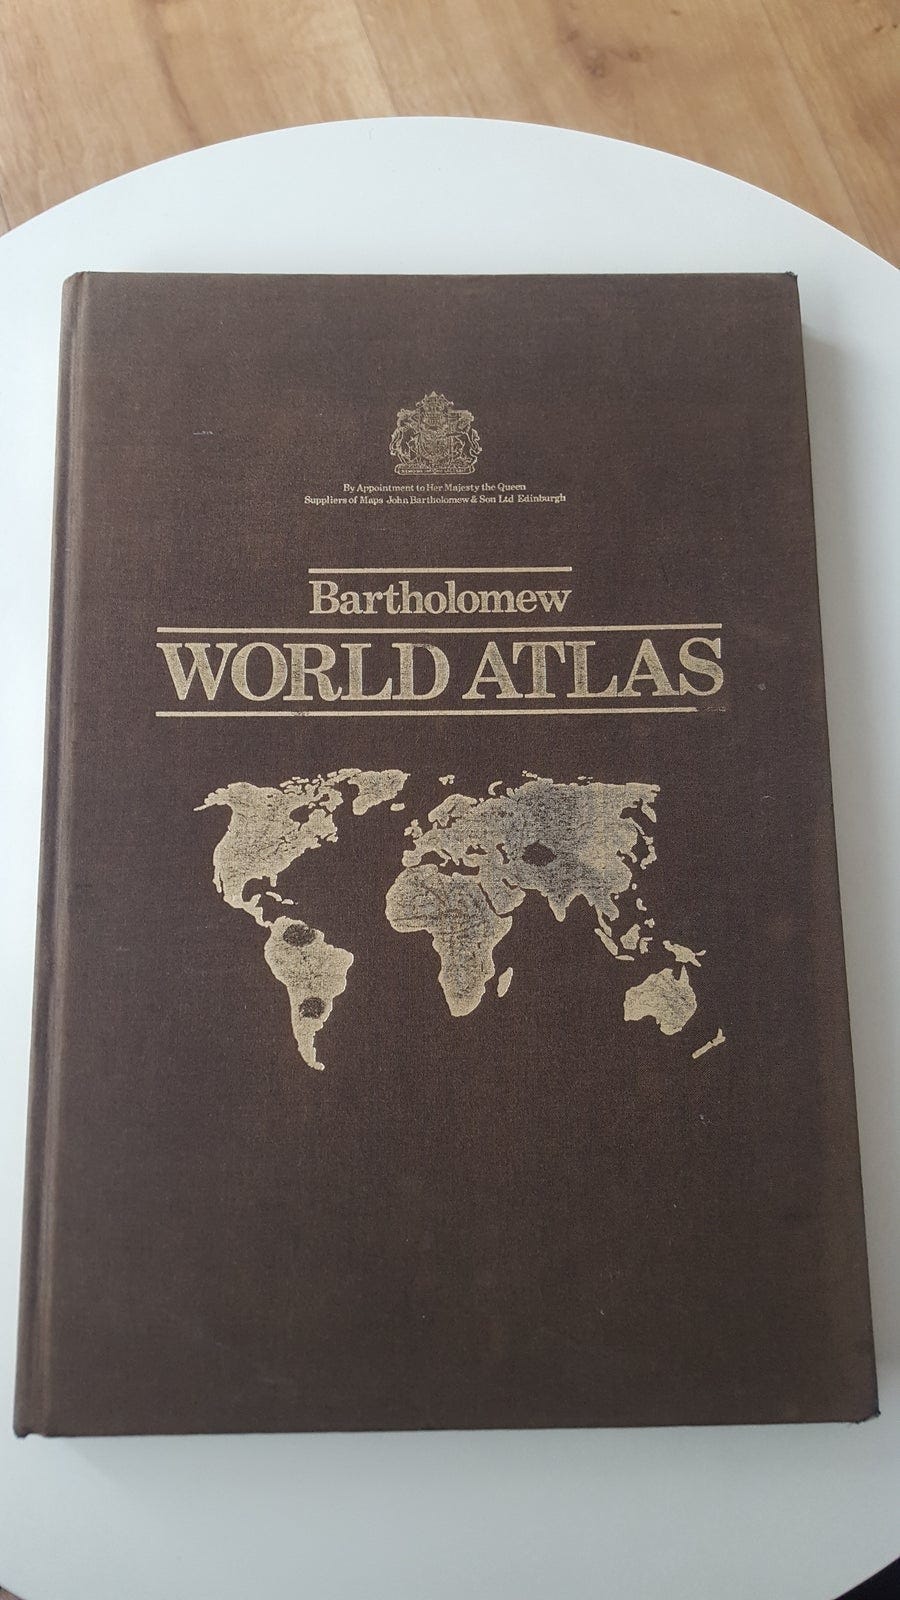 By Appointment to Her Majesty the Queen
Suppliers of Maps John Bartholomew & Son Ltd Edinburgh
Bartholomew
WORLD ATLAS